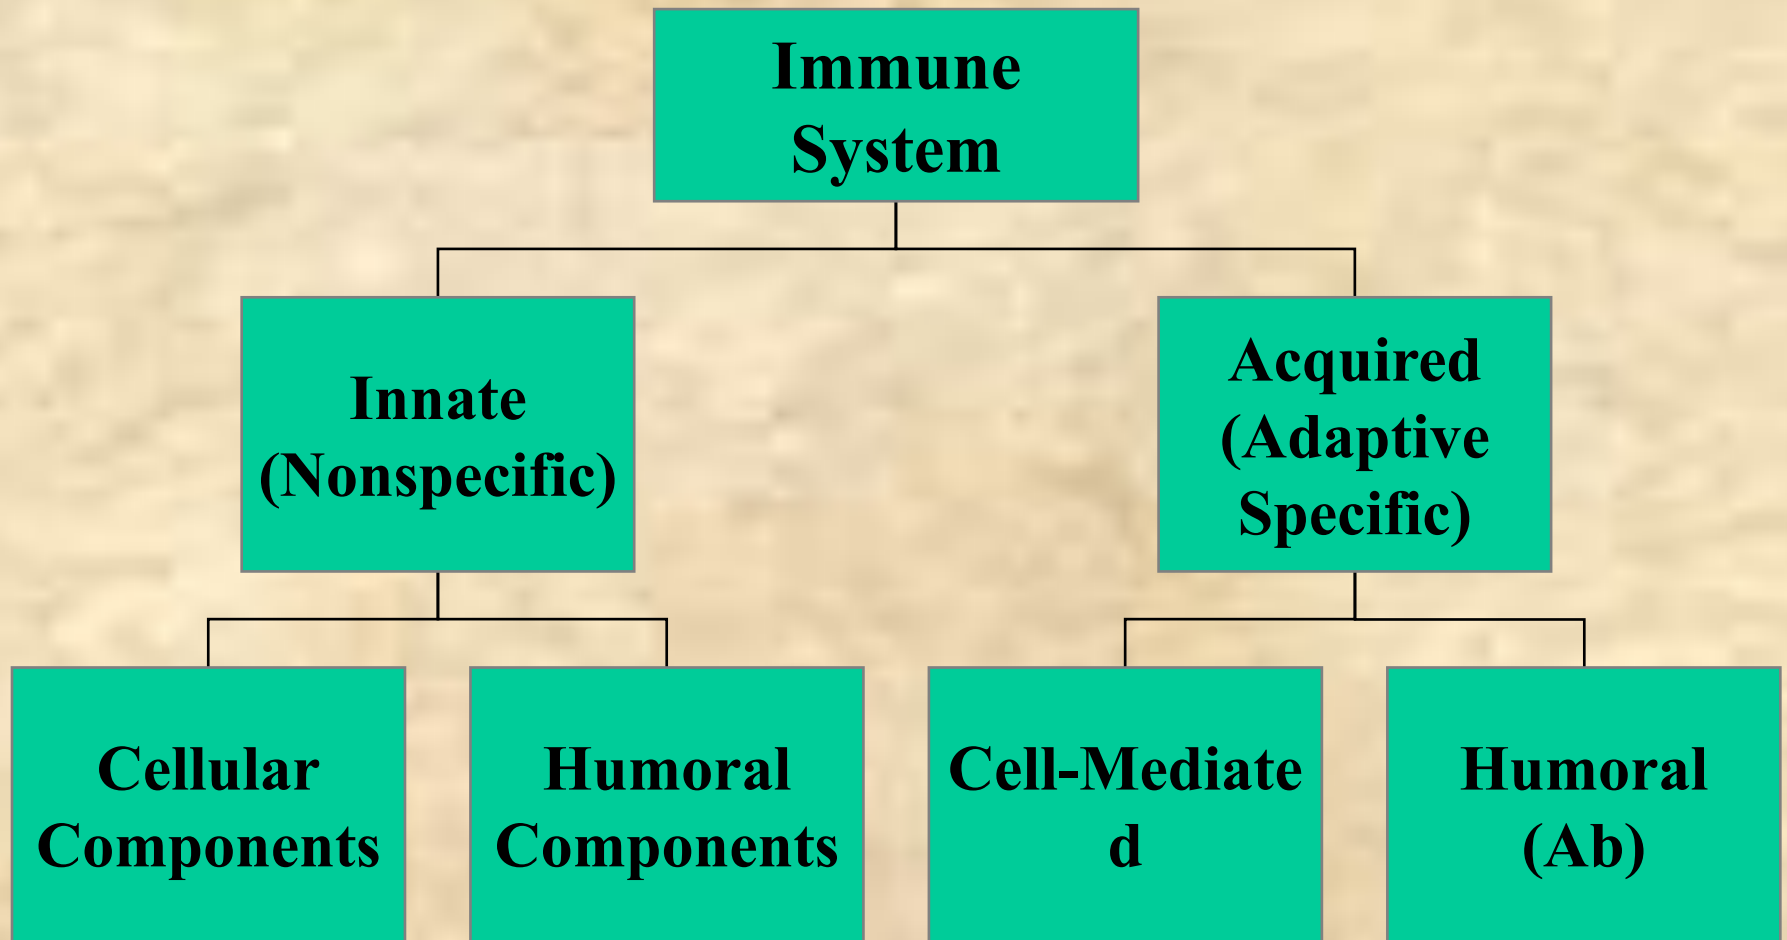 Immune
System
Innate
(Nonspecific)
Acquired
(Adaptive
Specific)
Cellular
Components
Humoral
Components
Cell-Mediate
d
Humoral
(Ab)